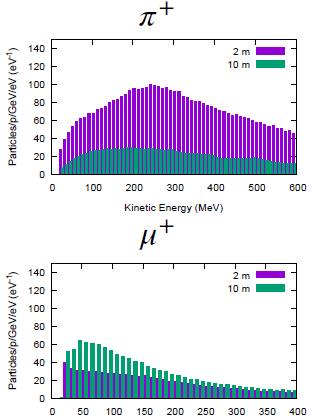 π+
Particles/p/GeV/eV (eV-1)
140
120
100
80
60
40
20
0
2 m
10 m
0 100 200 300 400 500 600
Kinetic Energy (MeV)
μ+
Particles/p/GeV/eV (eV-1)
140
120
100
80
60
40
20
0
2 m
10 m
0 50 100 150 200 250 300 350 400